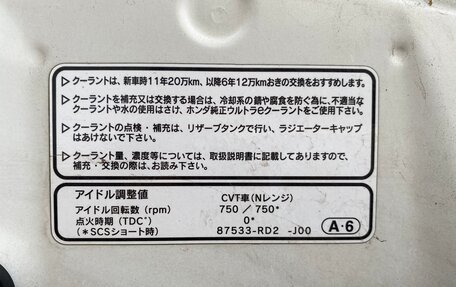 ▷クーラントは、新車時11年20万km、以降6年12万kmおきの交換をおすすめします。
▷クーラントを補充又は交換する場合は、冷却系の錆や腐食を防ぐ為に、不適当な
クーラントや水の使用はさけ、ホンダ純正ウルトラeクーラントをご使用下さい。
▷クーラントの点検・補充は、リザーブタンクで行い、ラジエーターキャップ
はあけないで下さい。
▷クーラント量、濃度等については、取扱説明書に記載してありますので、
補充・交換の際は、お読み下さい。
アイドル調整値 CVT車(Nレンジ)
アイドル回転数(rpm) 750 / 750*
点火時期(TDC°) 0*
(*SCSショート時) 87533-RD2 -J00 A・6